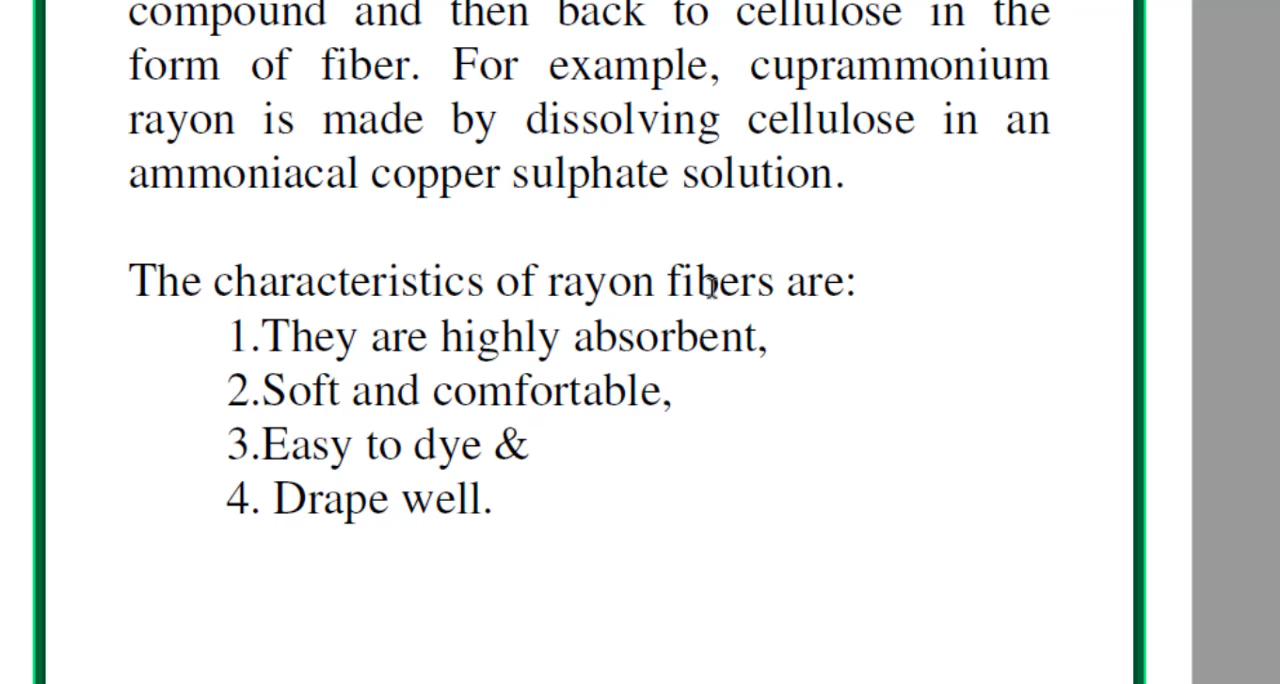 compound and then back to cellulose in the
form of fiber. For example, cuprammonium
rayon is made by dissolving cellulose in an
ammoniacal copper sulphate solution.
The characteristics of rayon fibers are:
1.They are highly absorbent,
2.Soft and comfortable,
3.Easy to dye &
4. Drape well.